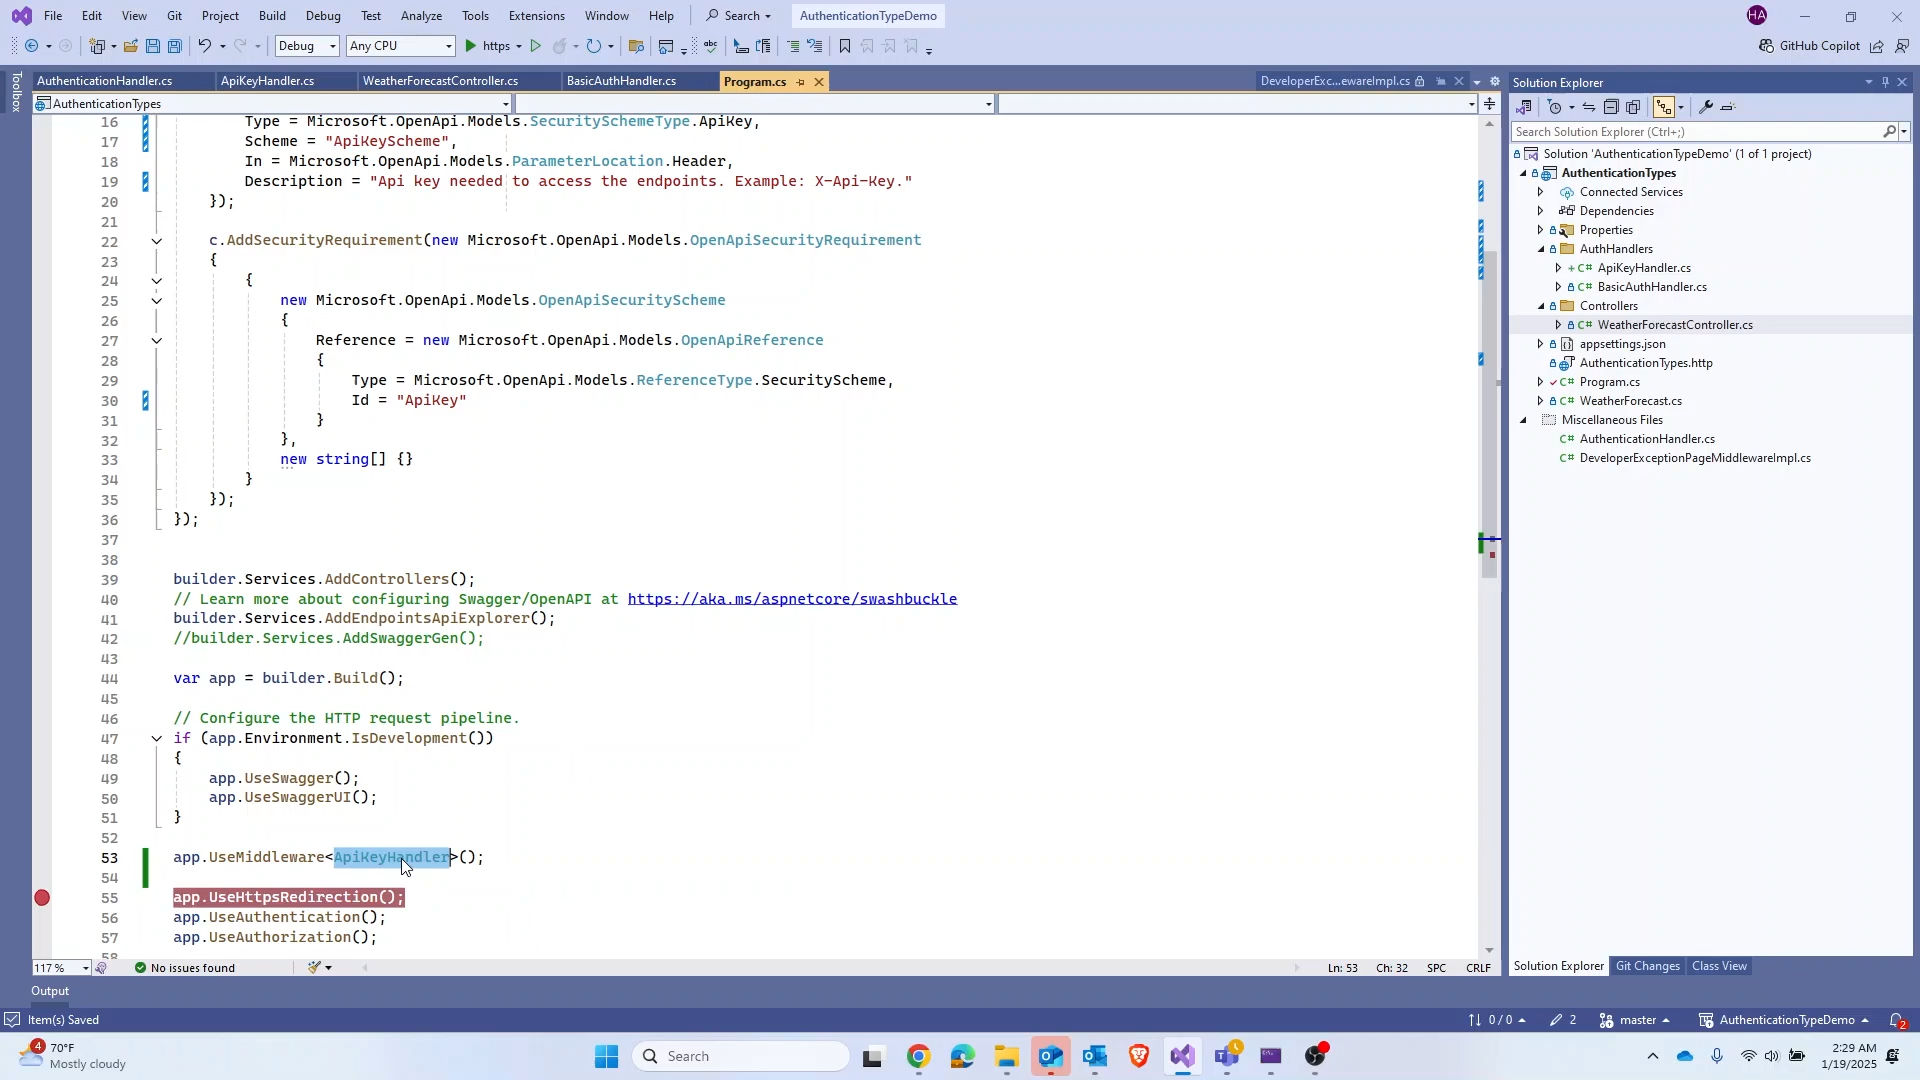 File Edit View Git Project Build Debug Test Analyze Tools Extensions Window Help Search AuthenticationTypeDemo HA
Debug Any CPU https GitHub Copilot
Toolbox
AuthenticationHandler.cs ApiKeyHandler.cs WeatherForecastController.cs BasicAuthHandler.cs Program.cs DeveloperExc...ewareImpl.cs
AuthenticationTypes
16 Type = Microsoft.OpenApi.Models.SecuritySchemeType.ApiKey,
17 Scheme = "ApiKeyScheme",
18 In = Microsoft.OpenApi.Models.ParameterLocation.Header,
19 Description = "Api key needed to access the endpoints. Example: X-Api-Key."
20 });
21
22 c.AddSecurityRequirement(new Microsoft.OpenApi.Models.OpenApiSecurityRequirement
23 {
24 {
25 new Microsoft.OpenApi.Models.OpenApiSecurityScheme
26 {
27 Reference = new Microsoft.OpenApi.Models.OpenApiReference
28 {
29 Type = Microsoft.OpenApi.Models.ReferenceType.SecurityScheme,
30 Id = "ApiKey"
31 }
32 },
33 new string[] {}
34 }
35 });
36 });
37
38
39 builder.Services.AddControllers();
40 // Learn more about configuring Swagger/OpenAPI at https://aka.ms/aspnetcore/swashbuckle
41 builder.Services.AddEndpointsApiExplorer();
42 //builder.Services.AddSwaggerGen();
43
44 var app = builder.Build();
45
46 // Configure the HTTP request pipeline.
47 if (app.Environment.IsDevelopment())
48 {
49 app.UseSwagger();
50 app.UseSwaggerUI();
51 }
52
53 app.UseMiddleware<ApiKeyHandler>();
54
55 app.UseHttpsRedirection();
56 app.UseAuthentication();
57 app.UseAuthorization();
58
117 % No issues found Ln: 53 Ch: 32 SPC CRLF
Solution Explorer
Search Solution Explorer (Ctrl+;)
Solution 'AuthenticationTypeDemo' (1 of 1 project)
AuthenticationTypes
Connected Services
Dependencies
Properties
AuthHandlers
C# ApiKeyHandler.cs
C# BasicAuthHandler.cs
Controllers
C# WeatherForecastController.cs
appsettings.json
AuthenticationTypes.http
C# Program.cs
C# WeatherForecast.cs
Miscellaneous Files
C# AuthenticationHandler.cs
C# DeveloperExceptionPageMiddlewareImpl.cs
Solution Explorer Git Changes Class View
Output
Item(s) Saved 0 / 0 2 master AuthenticationTypeDemo 2
4 70°F
Mostly cloudy
Search
2:29 AM
1/19/2025